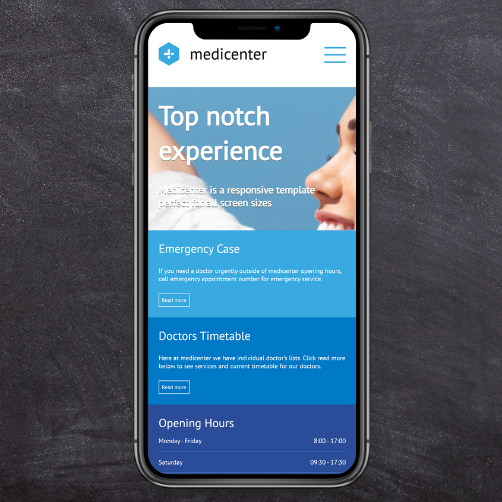 medicenter
Top notch
experience
Medicenter is a responsive template
perfect for all screen sizes
Emergency Case
If you need a doctor urgently outside of medicenter opening hours,
call emergency appointment number for emergency service.
Read more
Doctors Timetable
Here at medicenter we have individual doctor's lists. Click read more
below to see services and current timetable for our doctors.
Read more
Opening Hours
Monday - Friday 8:00 - 17:00
Saturday 09:30 - 17:30